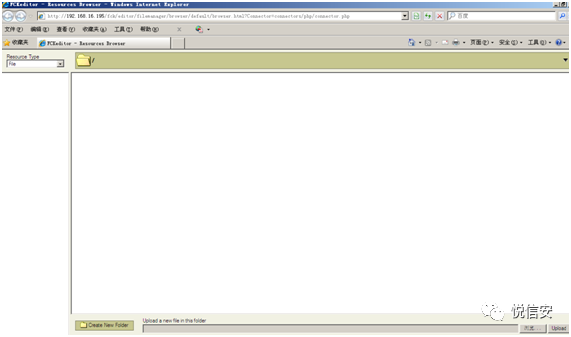 FCKeditor - Resources Browser - Windows Internet Explorer
http://192.168.16.195/fck/editor/filemanager/browser/default/browser.html?Connector=connectors/php/connector.php
百度
文件(F) 编辑(E) 查看(V) 收藏夹(A) 工具(T) 帮助(H)
收藏夹 FCKeditor - Resources Browser 页面(P) 安全(S) 工具(O)
Resource Type
File
/
Create New Folder
Upload a new file in this folder
Upload
悦信安